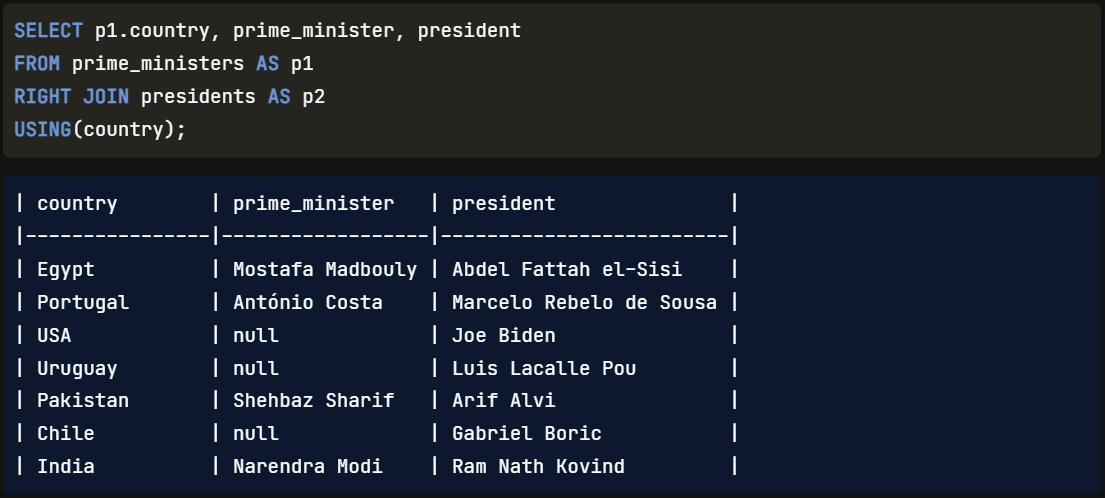 SELECT p1.country, prime_minister, president
FROM prime_ministers AS p1
RIGHT JOIN presidents AS p2
USING(country);
| country        | prime_minister   | president               |
|----------------|------------------|-------------------------|
| Egypt          | Mostafa Madbouly | Abdel Fattah el-Sisi    |
| Portugal       | António Costa    | Marcelo Rebelo de Sousa |
| USA            | null             | Joe Biden               |
| Uruguay        | null             | Luis Lacalle Pou        |
| Pakistan       | Shehbaz Sharif   | Arif Alvi               |
| Chile          | null             | Gabriel Boric           |
| India          | Narendra Modi    | Ram Nath Kovind         |